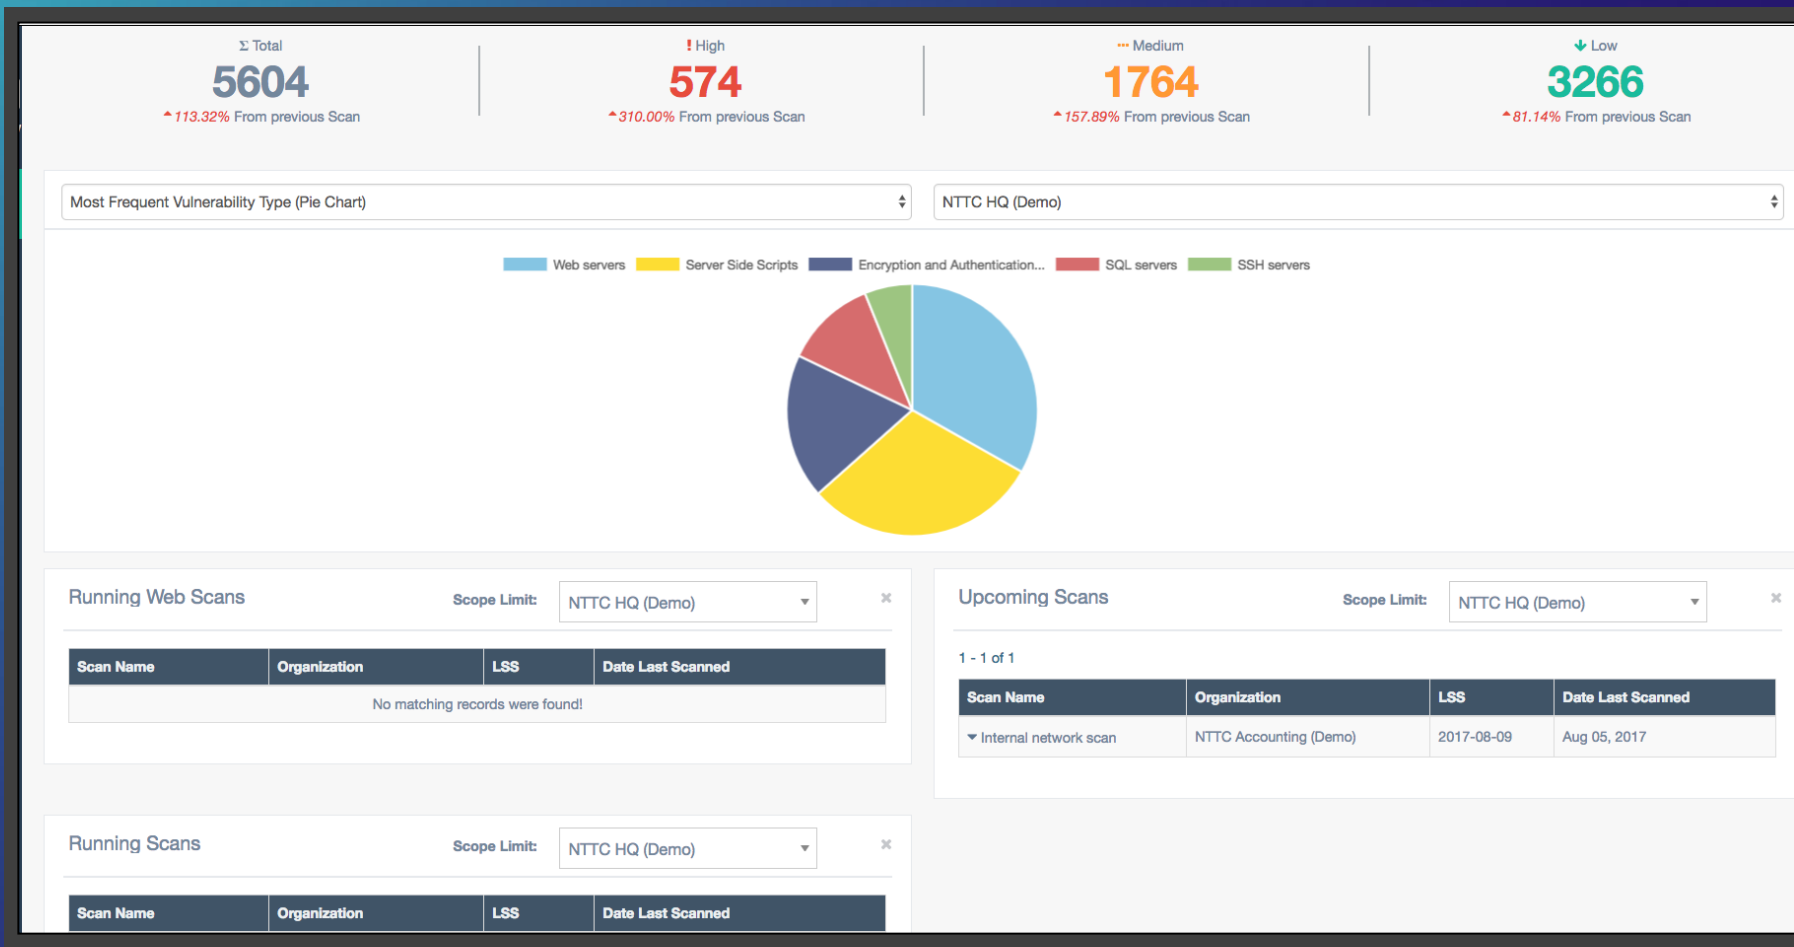 Σ Total
5604
113.32% From previous Scan
! High
574
310.00% From previous Scan
Medium
1764
157.89% From previous Scan
Low
3266
81.14% From previous Scan
Most Frequent Vulnerability Type (Pie Chart)
NTTC HQ (Demo)
Web servers
Server Side Scripts
Encryption and Authentication...
SQL servers
SSH servers
Running Web Scans
Scope Limit:
NTTC HQ (Demo)
Scan Name Organization LSS Date Last Scanned
No matching records were found!
Upcoming Scans
Scope Limit:
NTTC HQ (Demo)
1 - 1 of 1
Scan Name Organization LSS Date Last Scanned
Internal network scan NTTC Accounting (Demo) 2017-08-09 Aug 05, 2017
Running Scans
Scope Limit:
NTTC HQ (Demo)
Scan Name Organization LSS Date Last Scanned